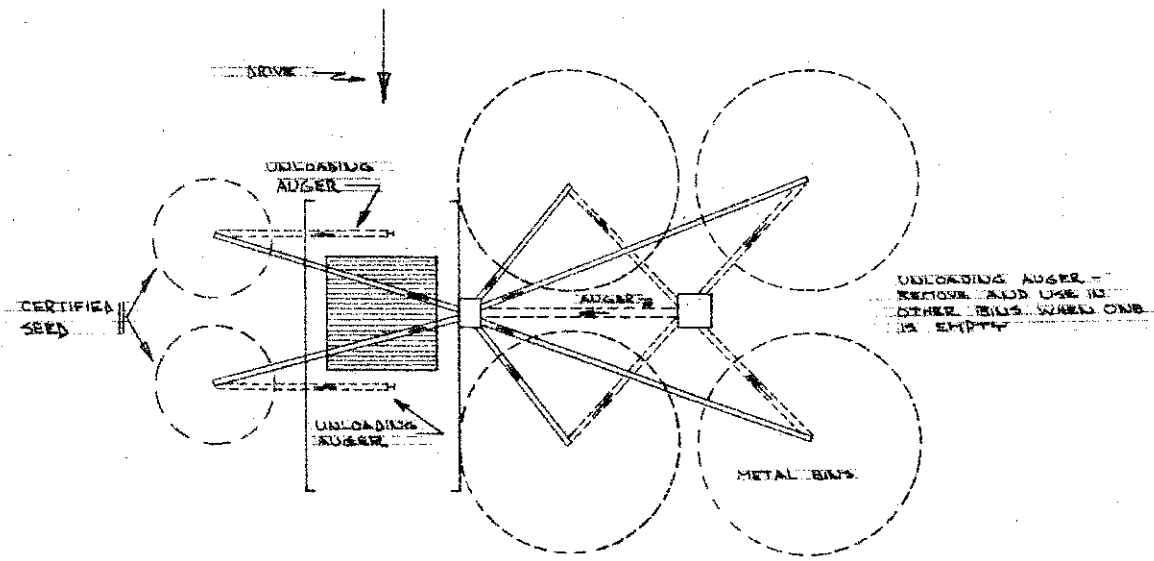 DRIVE
UNLOADING
AUGER
CERTIFIED
SEED
AUGER
UNLOADING AUGER -
REMOVE AND USE IN
OTHER BINS WHEN ONE
IS EMPTY
UNLOADING
AUGER
METAL BINS